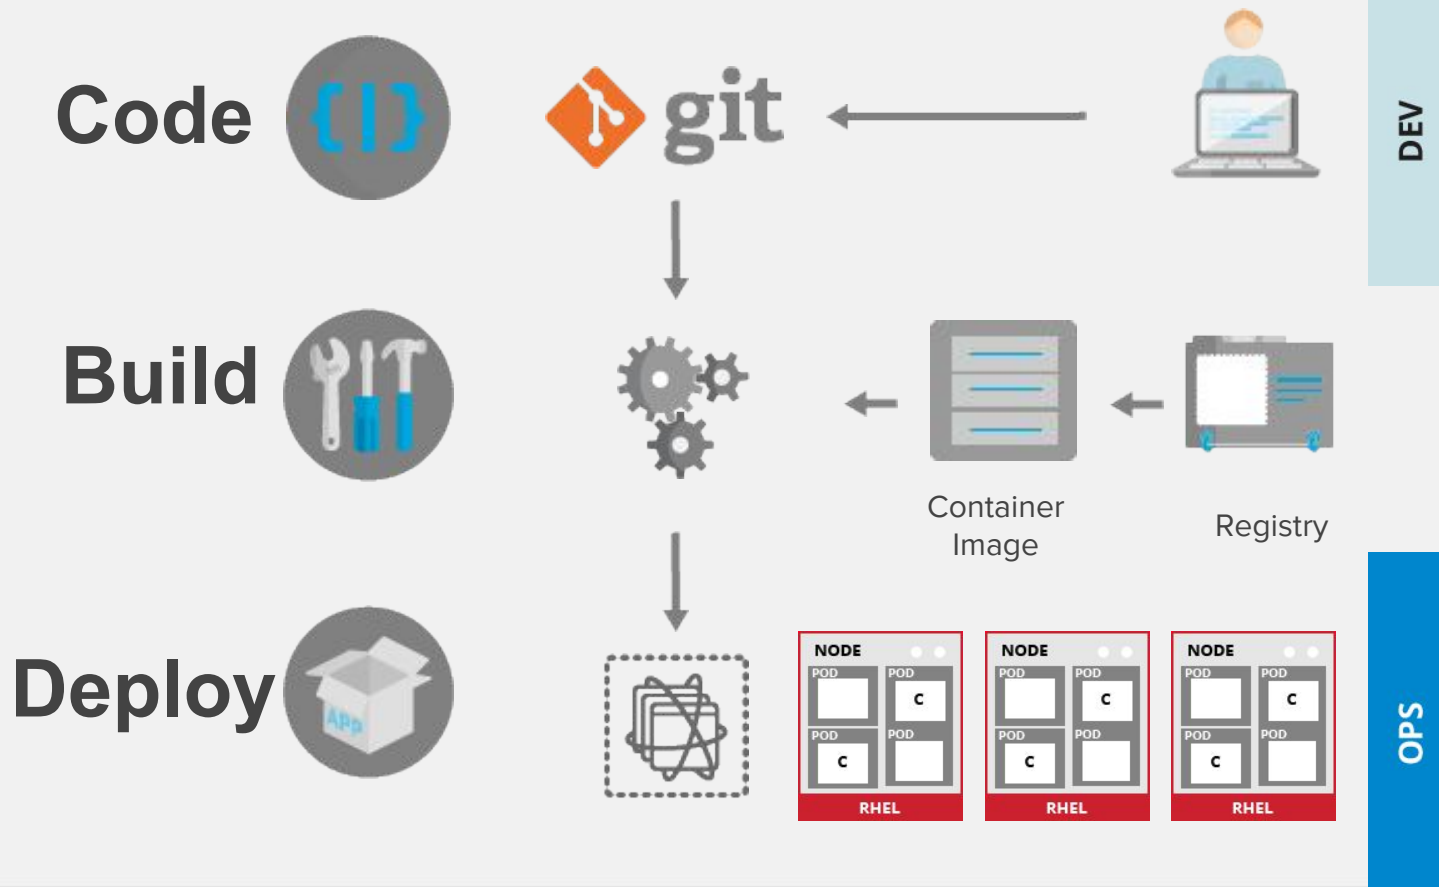 Code
git
DEV
Build
Container
Image
Registry
Deploy
APP
NODE
POD
POD
C
POD
POD
C
RHEL
NODE
POD
POD
C
POD
POD
C
RHEL
NODE
POD
POD
C
POD
POD
C
RHEL
OPS